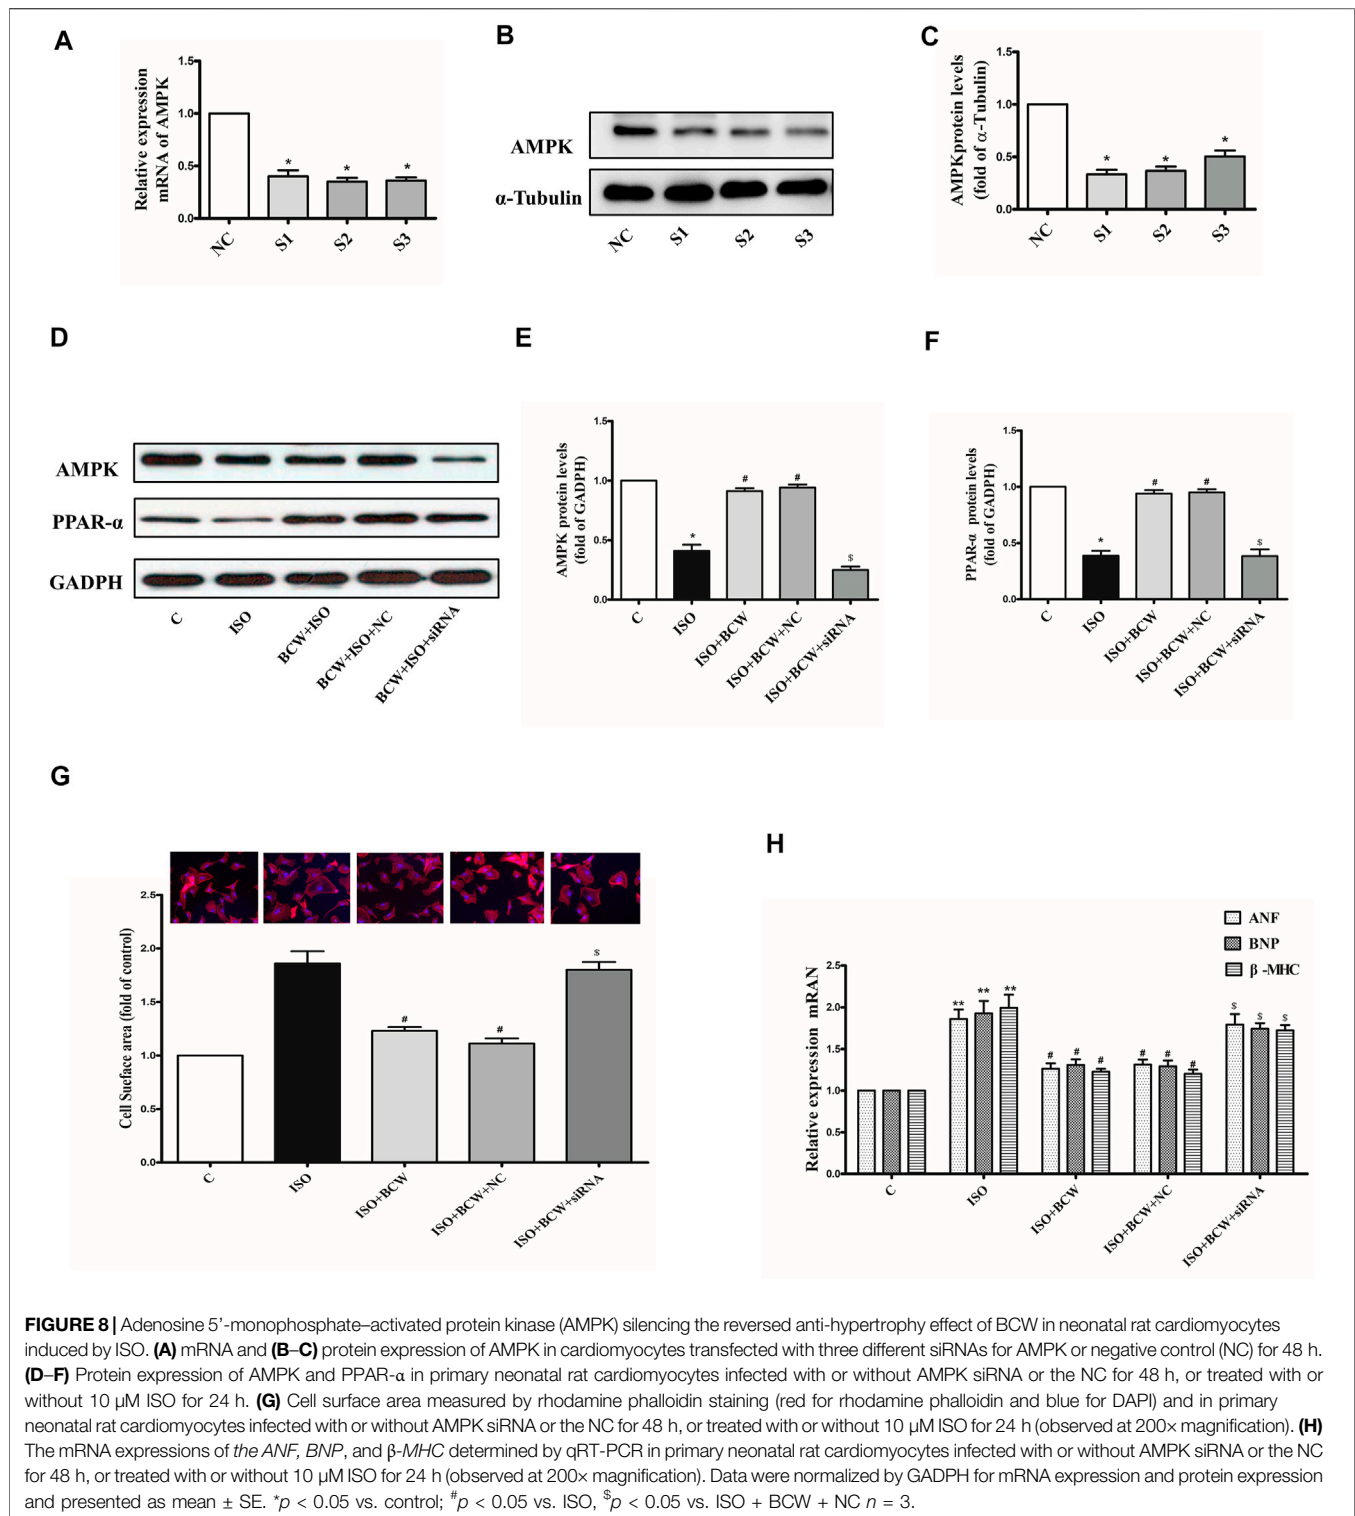 A
Relative expression
mRNA of AMPK
1.5
1.0
0.5
0.0
*
*
*
NC
S1
S2
S3
B
AMPK
α-Tubulin
NC
S1
S2
S3
C
AMPKprotein levels
(fold of α-Tubulin)
1.5
1.0
0.5
0.0
*
*
*
NC
S1
S2
S3
D
AMPK
PPAR-α
GADPH
C
ISO
BCW+ISO
BCW+ISO+NC
BCW+ISO+siRNA
E
AMPK protein levels
(fold of GADPH)
1.5
1.0
0.5
0.0
*
#
#
$
C
ISO
ISO+BCW
ISO+BCW+NC
ISO+BCW+siRNA
F
PPAR-α protein levels
(fold of GADPH)
1.5
1.0
0.5
0.0
*
#
#
$
C
ISO
ISO+BCW
ISO+BCW+NC
ISO+BCW+siRNA
G
Cell Sueface area (fold of control)
2.5
2.0
1.5
1.0
0.5
0.0
#
#
$
C
ISO
ISO+BCW
ISO+BCW+NC
ISO+BCW+siRNA
H
ANF
BNP
β -MHC
Relative expression mRAN
2.5
2.0
1.5
1.0
0.5
0.0
** ** **
# # #
# # #
$ $ $
C
ISO
ISO+BCW
ISO+BCW+NC
ISO+BCW+siRNA
FIGURE 8 | Adenosine 5’-monophosphate–activated protein kinase (AMPK) silencing the reversed anti-hypertrophy effect of BCW in neonatal rat cardiomyocytes
induced by ISO. (A) mRNA and (B–C) protein expression of AMPK in cardiomyocytes transfected with three different siRNAs for AMPK or negative control (NC) for 48 h.
(D–F) Protein expression of AMPK and PPAR-α in primary neonatal rat cardiomyocytes infected with or without AMPK siRNA or the NC for 48 h, or treated with or
without 10 µM ISO for 24 h. (G) Cell surface area measured by rhodamine phalloidin staining (red for rhodamine phalloidin and blue for DAPI) and in primary
neonatal rat cardiomyocytes infected with or without AMPK siRNA or the NC for 48 h, or treated with or without 10 µM ISO for 24 h (observed at 200× magnification). (H)
The mRNA expressions of the ANF, BNP, and β-MHC determined by qRT-PCR in primary neonatal rat cardiomyocytes infected with or without AMPK siRNA or the NC
for 48 h, or treated with or without 10 µM ISO for 24 h (observed at 200× magnification). Data were normalized by GADPH for mRNA expression and protein expression
and presented as mean ± SE. *p < 0.05 vs. control; #p < 0.05 vs. ISO, $p < 0.05 vs. ISO + BCW + NC n = 3.